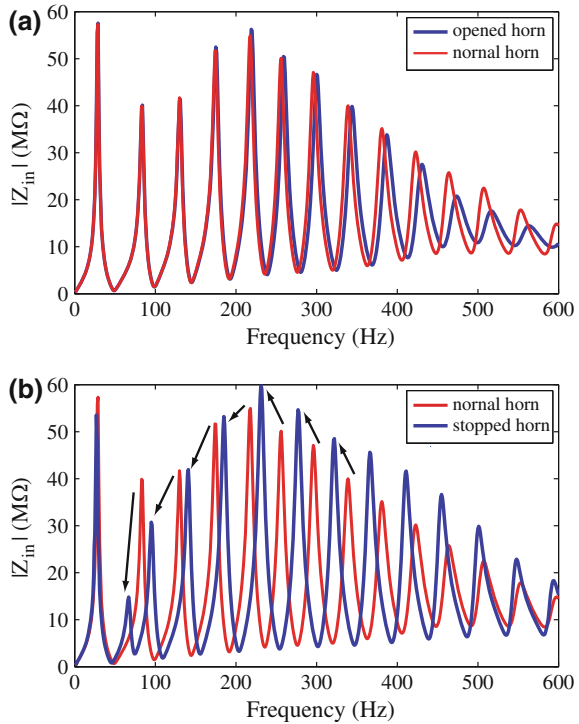 (a)
60
50
40
30
20
10
0
|Z_in| (MΩ)
opened horn
nornal horn
0 100 200 300 400 500 600
Frequency (Hz)
(b)
60
50
40
30
20
10
0
|Z_in| (MΩ)
nornal horn
stopped horn
0 100 200 300 400 500 600
Frequency (Hz)